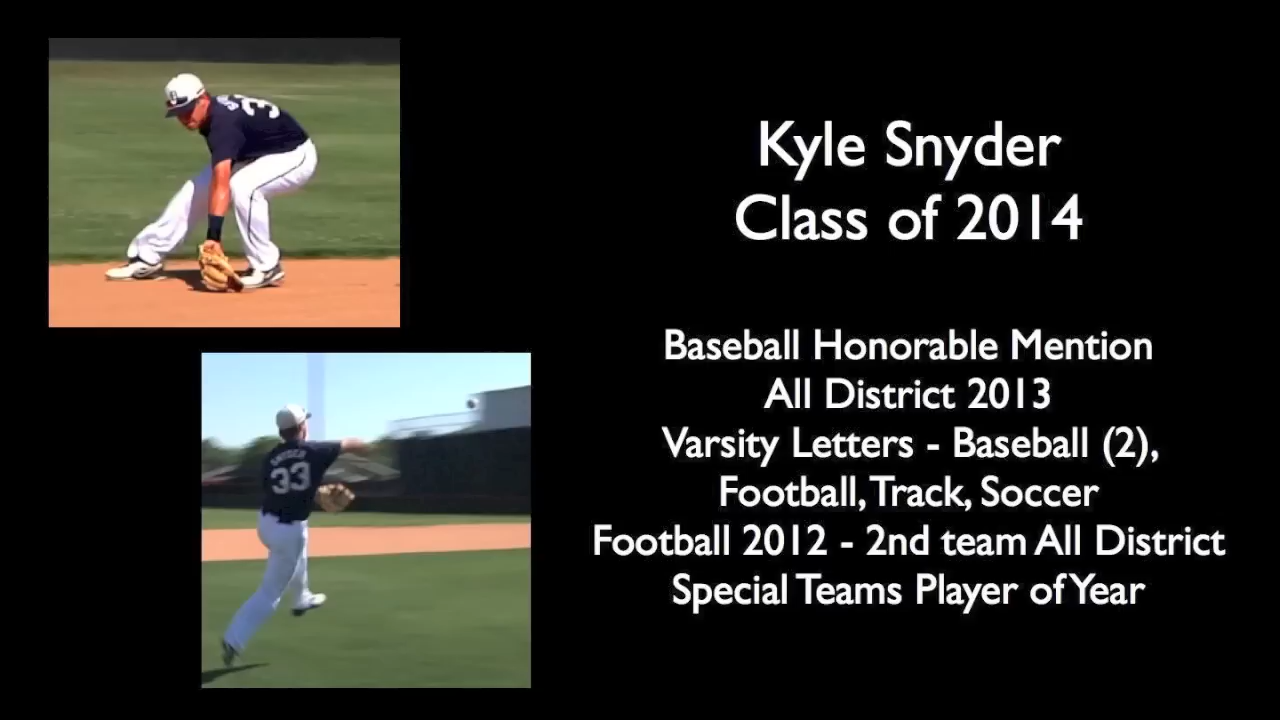 Kyle Snyder
Class of 2014
Baseball Honorable Mention
All District 2013
Varsity Letters - Baseball (2),
Football, Track, Soccer
Football 2012 - 2nd team All District
Special Teams Player of Year
SNYDER
33